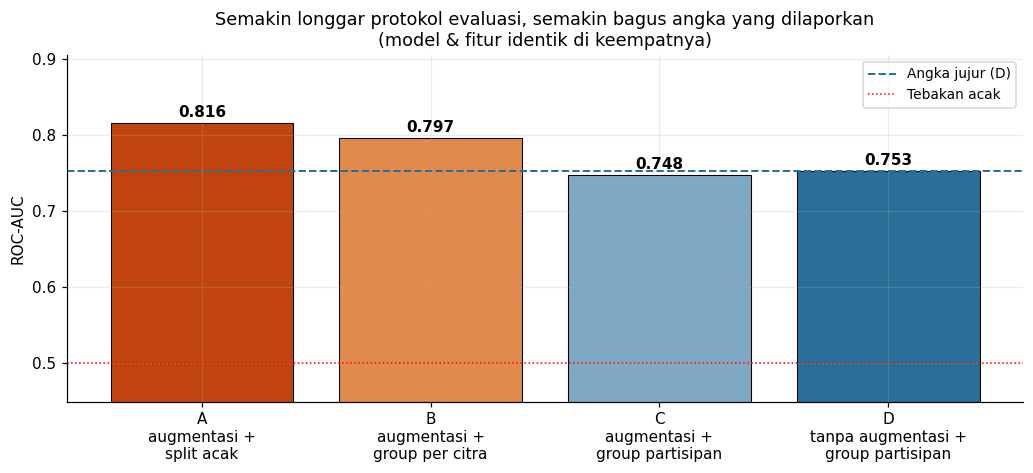 Semakin longgar protokol evaluasi, semakin bagus angka yang dilaporkan
(model & fitur identik di keempatnya)
ROC-AUC
0.9
0.8
0.7
0.6
0.5
Angka jujur (D)
Tebakan acak
0.816
0.797
0.748
0.753
A
augmentasi +
split acak
B
augmentasi +
group per citra
C
augmentasi +
group partisipan
D
tanpa augmentasi +
group partisipan